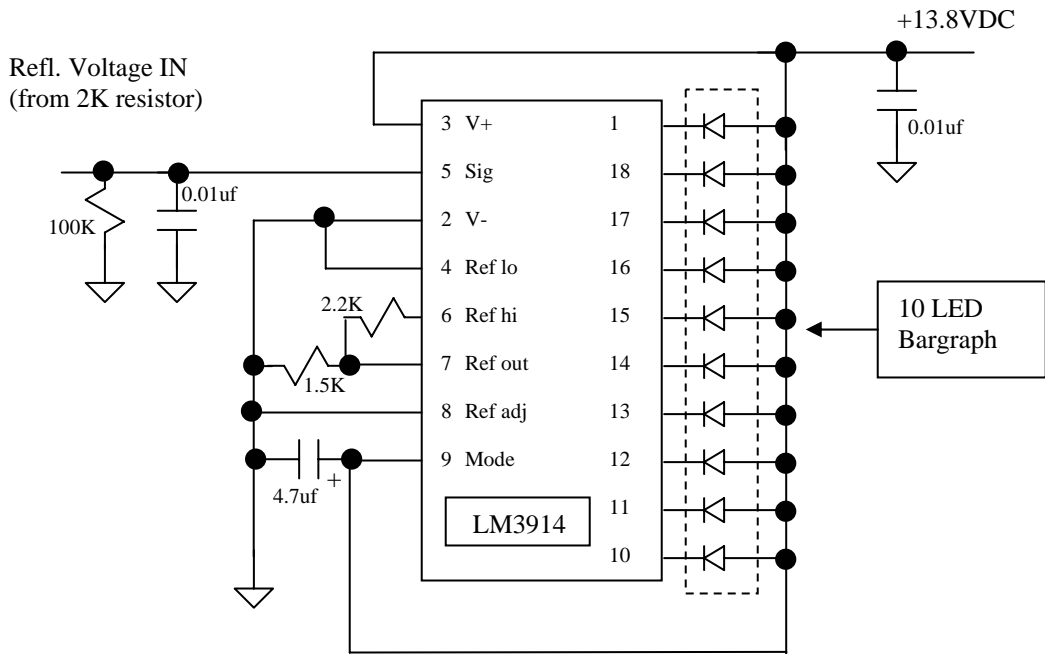 +13.8VDC
Refl. Voltage IN
(from 2K resistor)
0.01uf
3 V+ 1
5 Sig 18
0.01uf
100K
2 V- 17
4 Ref lo 16
2.2K
6 Ref hi 15
10 LED
Bargraph
7 Ref out 14
1.5K
8 Ref adj 13
9 Mode 12
4.7uf +
11
LM3914
10